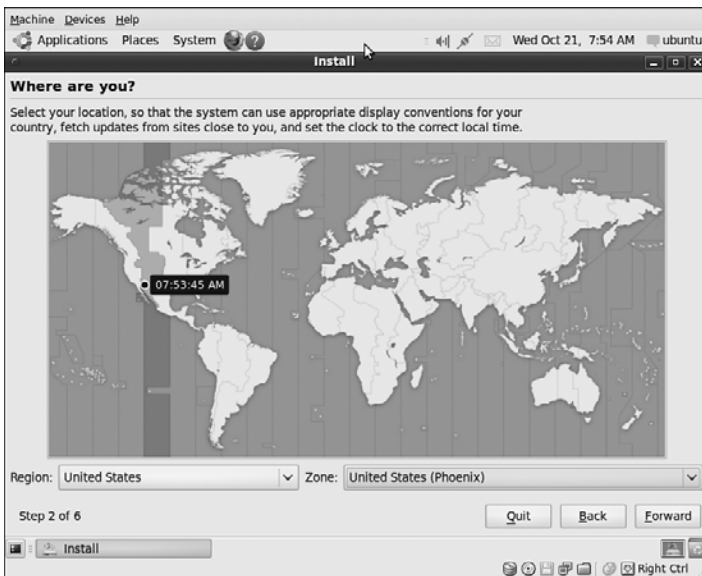 Machine Devices Help
Applications Places System Wed Oct 21, 7:54 AM ubuntu
Install
Where are you?
Select your location, so that the system can use appropriate display conventions for your
country, fetch updates from sites close to you, and set the clock to the correct local time.
07:53:45 AM
Region: United States Zone: United States (Phoenix)
Step 2 of 6 Quit Back Forward
Install
Right Ctrl